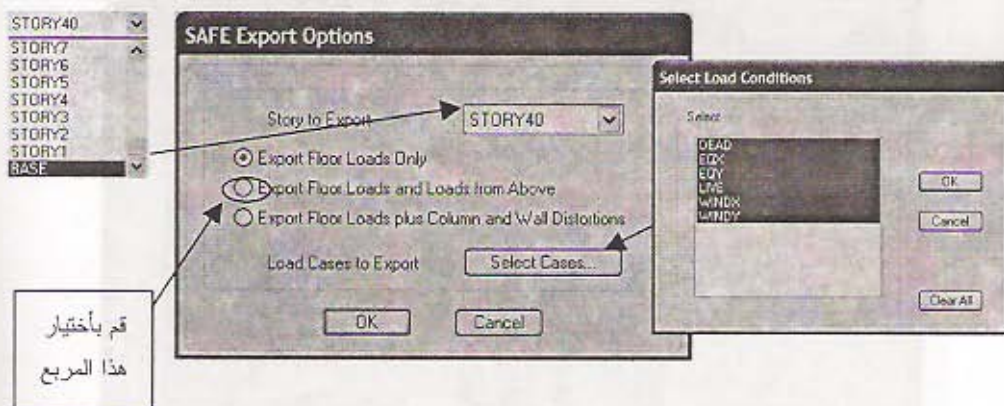 STORY40
STORY7
STORY6
STORY5
STORY4
STORY3
STORY2
STORY1
BASE
SAFE Export Options
Story to Export
STORY40
Export Floor Loads Only
Export Floor Loads and Loads from Above
Export Floor Loads plus Column and Wall Distortions
Load Cases to Export
Select Cases...
OK
Cancel
Select Load Conditions
Select
DEAD
EQX
EQY
LIVE
WINDX
WINDY
OK
Cancel
Clear All
قم بأختيار
هذا المربع